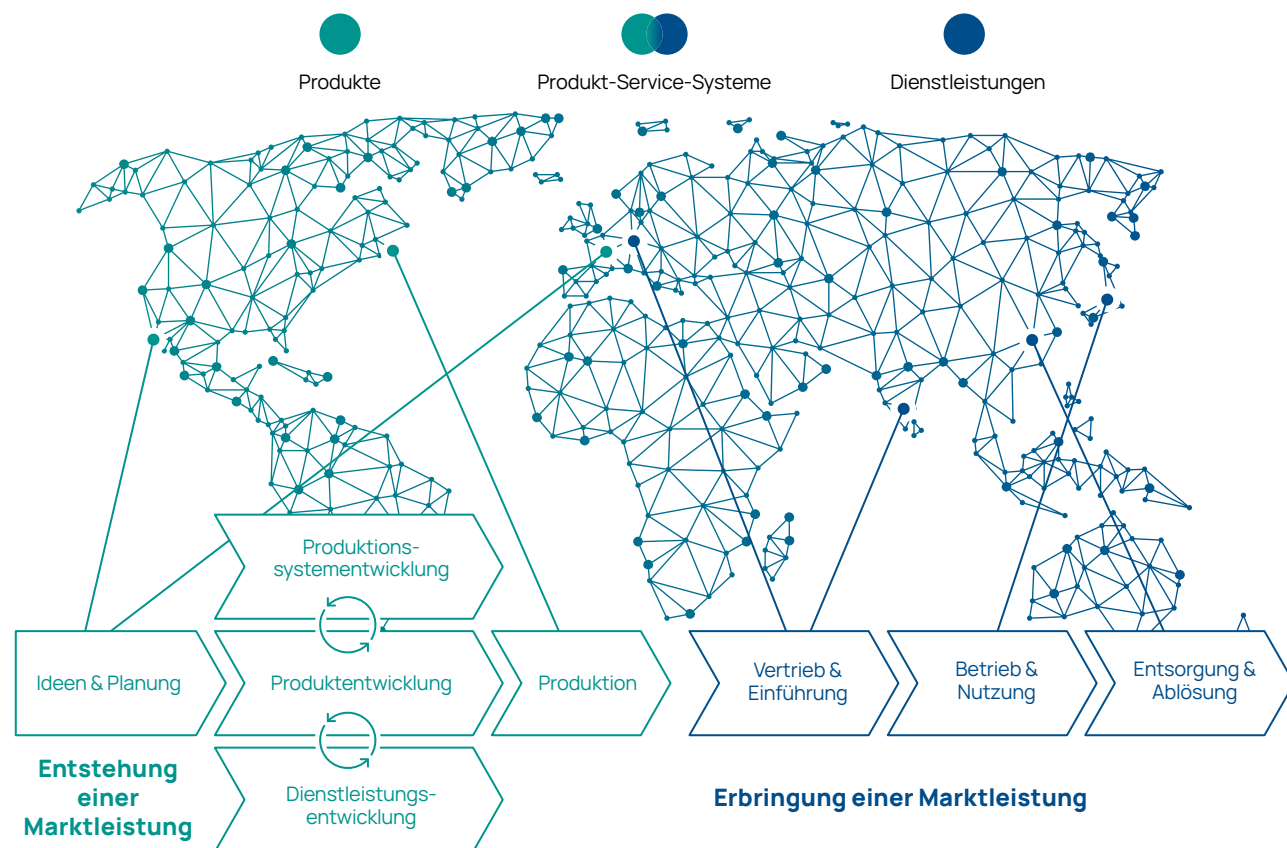 Produkte
Produkt-Service-Systeme
Dienstleistungen
Produktions-
systementwicklung
Ideen & Planung
Produktentwicklung
Produktion
Vertrieb &
Einführung
Betrieb &
Nutzung
Entsorgung &
Ablösung
Entstehung
einer
Marktleistung
Dienstleistungs-
entwicklung
Erbringung einer Marktleistung